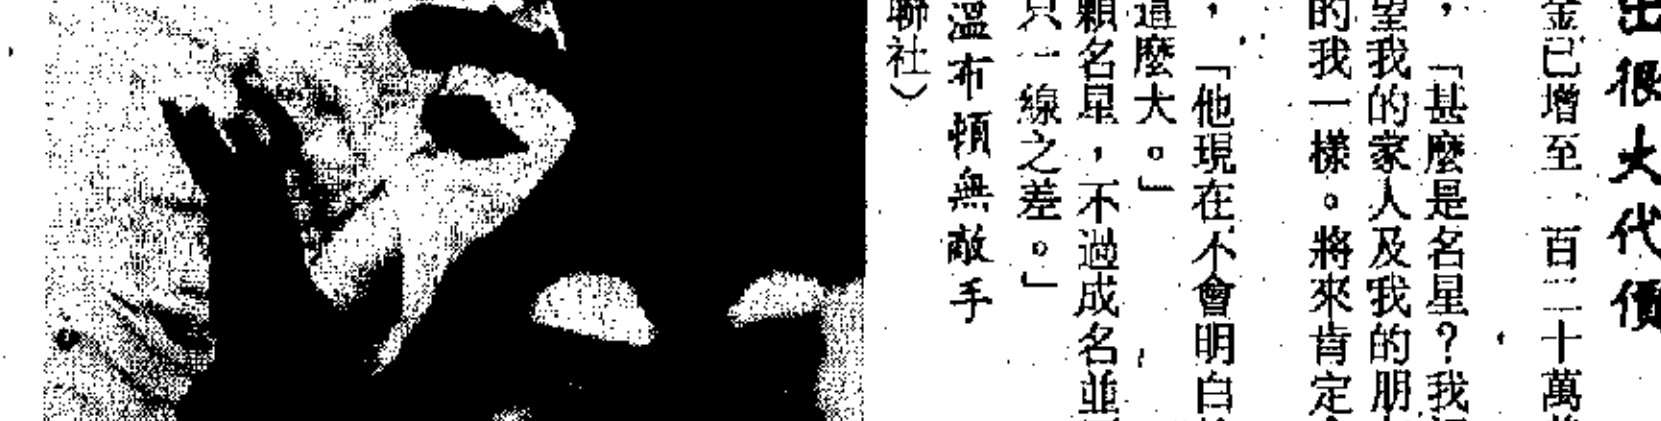 出很大代價
金已增至一百二十萬
，「甚麼是名星？我
望我的家人及我的朋
的我一樣。將來肯定
，「他現在不會明白
這麼大。」
顆名星，不過成名並
只一線之差。」
溫布頓無敵手
聯社）